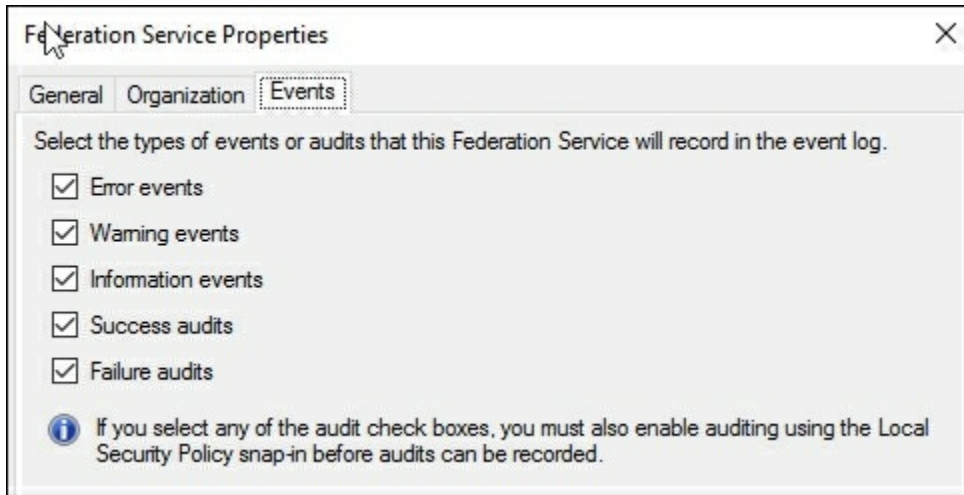 Federation Service Properties
General Organization Events
Select the types of events or audits that this Federation Service will record in the event log.
Error events
Warning events
Information events
Success audits
Failure audits
If you select any of the audit check boxes, you must also enable auditing using the Local
Security Policy snap-in before audits can be recorded.